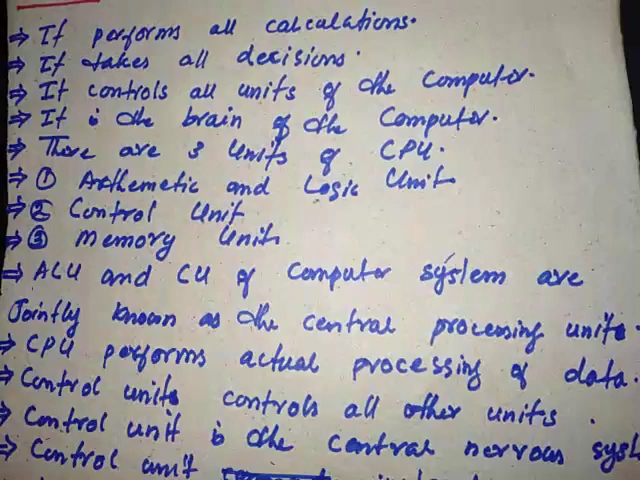 ⇒ It performs all calculations.
⇒ It takes all decisions.
⇒ It controls all units of the Computer.
⇒ It is the brain of the Computer.
⇒ There are 3 Units of CPU.
⇒ ① Arthemetic and Logic Unit
⇒ ② Control Unit
⇒ ③ Memory Unit
⇒ ALU and CU of Computer system are
Jointly known as the central processing units.
⇒ CPU performs actual processing of data.
⇒ Control units controls all other units.
⇒ Control unit is the central nervous syst
⇒ Control unit